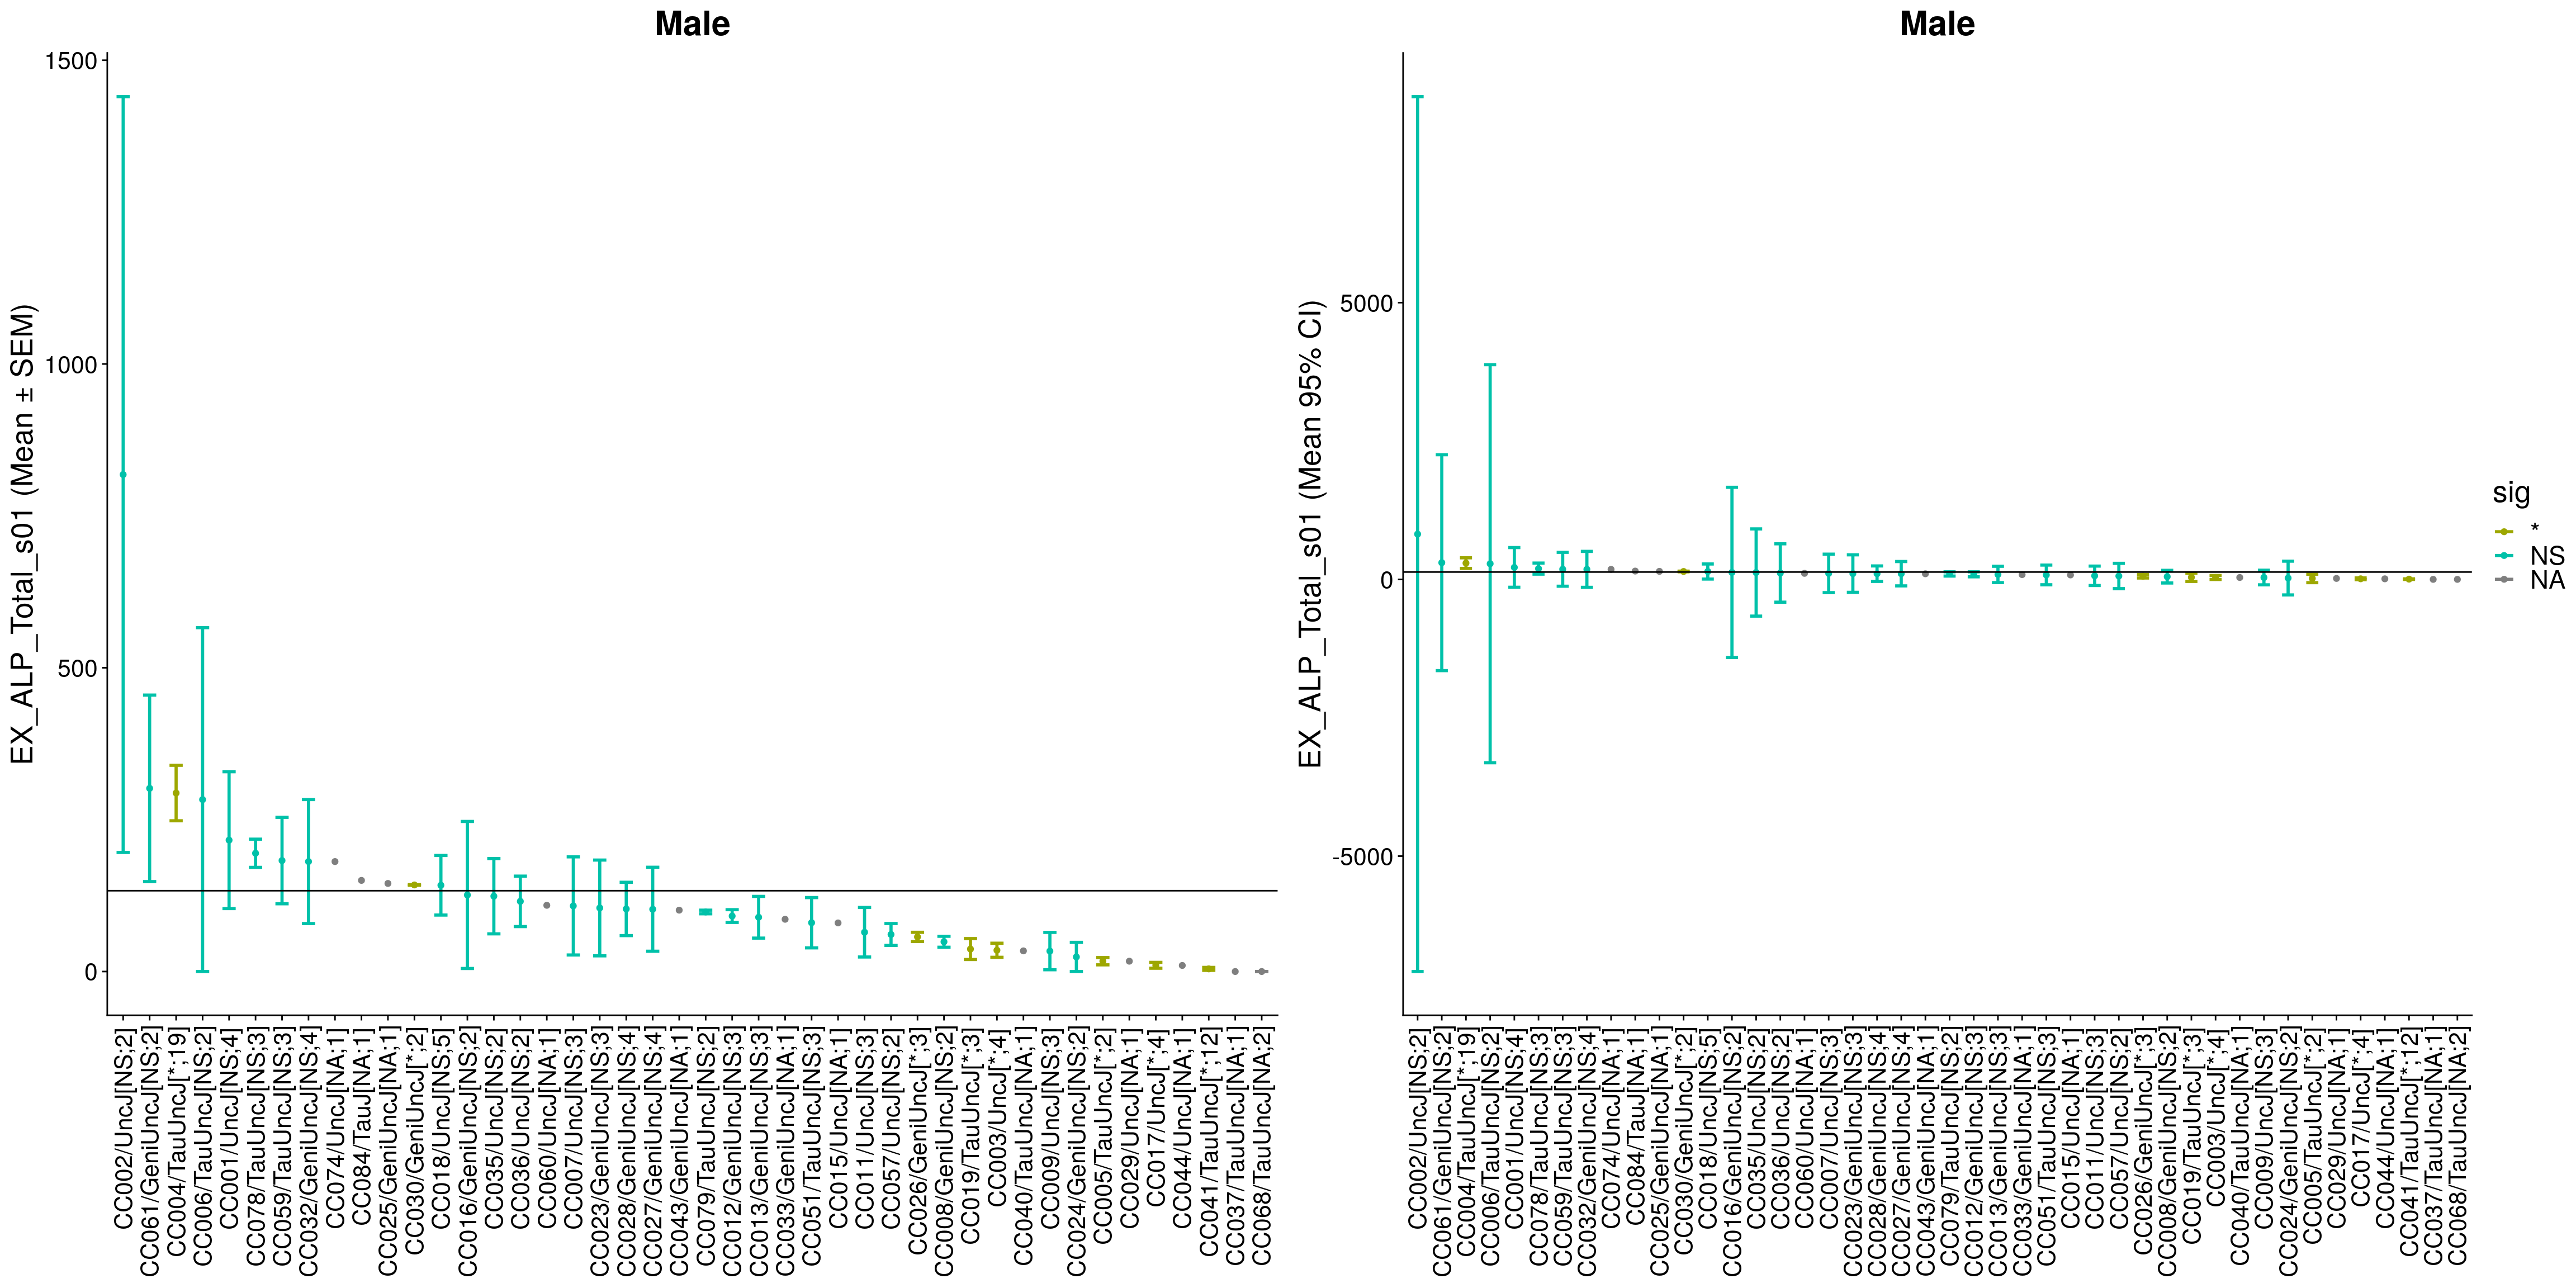 Male
EX_ALP_Total_s01 (Mean ± SEM)
1500
1000
500
0
CC002/UncJ[NS;2]
CC061/GeniUncJ[NS;2]
CC004/TauUncJ[*;19]
CC006/TauUncJ[NS;2]
CC001/UncJ[NS;4]
CC078/TauUncJ[NS;3]
CC059/TauUncJ[NS;3]
CC032/GeniUncJ[NS;4]
CC074/UncJ[NA;1]
CC084/TauJ[NA;1]
CC025/GeniUncJ[NA;1]
CC030/GeniUncJ[*;2]
CC018/UncJ[NS;5]
CC016/GeniUncJ[NS;2]
CC035/UncJ[NS;2]
CC036/UncJ[NS;2]
CC060/UncJ[NA;1]
CC007/UncJ[NS;3]
CC023/GeniUncJ[NS;3]
CC028/GeniUncJ[NS;4]
CC027/GeniUncJ[NS;4]
CC043/GeniUncJ[NA;1]
CC079/TauUncJ[NS;2]
CC012/GeniUncJ[NS;3]
CC013/GeniUncJ[NS;3]
CC033/GeniUncJ[NA;1]
CC051/TauUncJ[NS;3]
CC015/UncJ[NA;1]
CC011/UncJ[NS;3]
CC057/UncJ[NS;2]
CC026/GeniUncJ[*;3]
CC008/GeniUncJ[NS;2]
CC019/TauUncJ[*;3]
CC003/UncJ[*;4]
CC040/TauUncJ[NA;1]
CC009/UncJ[NS;3]
CC024/GeniUncJ[NS;2]
CC005/TauUncJ[*;2]
CC029/UncJ[NA;1]
CC017/UncJ[*;4]
CC044/UncJ[NA;1]
CC041/TauUncJ[*;12]
CC037/TauUncJ[NA;1]
CC068/TauUncJ[NA;2]
Male
EX_ALP_Total_s01 (Mean 95% CI)
5000
0
-5000
CC002/UncJ[NS;2]
CC061/GeniUncJ[NS;2]
CC004/TauUncJ[*;19]
CC006/TauUncJ[NS;2]
CC001/UncJ[NS;4]
CC078/TauUncJ[NS;3]
CC059/TauUncJ[NS;3]
CC032/GeniUncJ[NS;4]
CC074/UncJ[NA;1]
CC084/TauJ[NA;1]
CC025/GeniUncJ[NA;1]
CC030/GeniUncJ[*;2]
CC018/UncJ[NS;5]
CC016/GeniUncJ[NS;2]
CC035/UncJ[NS;2]
CC036/UncJ[NS;2]
CC060/UncJ[NA;1]
CC007/UncJ[NS;3]
CC023/GeniUncJ[NS;3]
CC028/GeniUncJ[NS;4]
CC027/GeniUncJ[NS;4]
CC043/GeniUncJ[NA;1]
CC079/TauUncJ[NS;2]
CC012/GeniUncJ[NS;3]
CC013/GeniUncJ[NS;3]
CC033/GeniUncJ[NA;1]
CC051/TauUncJ[NS;3]
CC015/UncJ[NA;1]
CC011/UncJ[NS;3]
CC057/UncJ[NS;2]
CC026/GeniUncJ[*;3]
CC008/GeniUncJ[NS;2]
CC019/TauUncJ[*;3]
CC003/UncJ[*;4]
CC040/TauUncJ[NA;1]
CC009/UncJ[NS;3]
CC024/GeniUncJ[NS;2]
CC005/TauUncJ[*;2]
CC029/UncJ[NA;1]
CC017/UncJ[*;4]
CC044/UncJ[NA;1]
CC041/TauUncJ[*;12]
CC037/TauUncJ[NA;1]
CC068/TauUncJ[NA;2]
sig
*
NS
NA